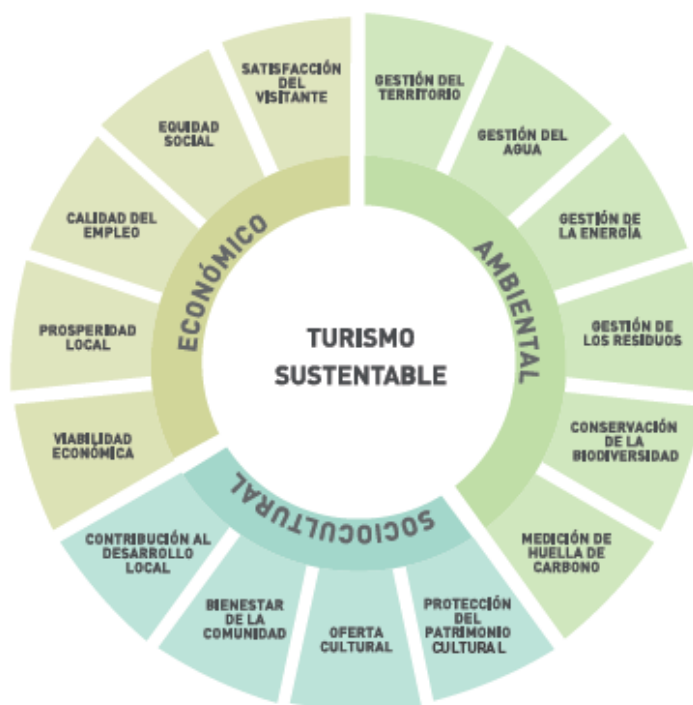 TURISMO
SUSTENTABLE
AMBIENTAL
GESTIÓN DEL
TERRITORIO
GESTIÓN DEL
AGUA
GESTIÓN DE
LA ENERGÍA
GESTIÓN DE
LOS RESIDUOS
CONSERVACIÓN
DE LA
BIODIVERSIDAD
MEDICIÓN DE
HUELLA DE
CARBONO
SOCIOCULTURAL
PROTECCIÓN
DEL
PATRIMONIO
CULTURAL
OFERTA
CULTURAL
BIENESTAR
DE LA
COMUNIDAD
CONTRIBUCIÓN AL
DESARROLLO
LOCAL
ECONÓMICO
VIABILIDAD
ECONÓMICA
PROSPERIDAD
LOCAL
CALIDAD DEL
EMPLEO
EQUIDAD
SOCIAL
SATISFACCIÓN
DEL
VISITANTE